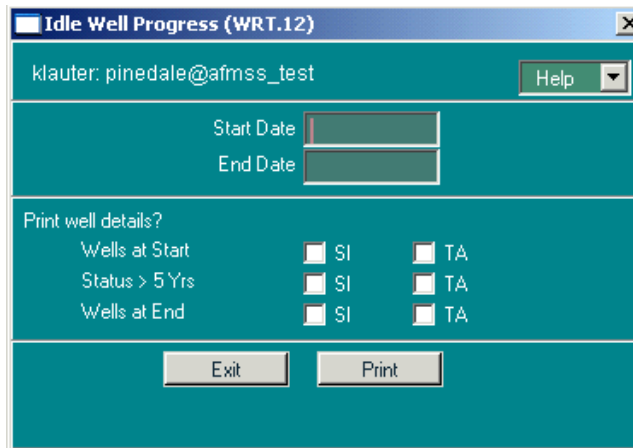 Idle Well Progress (WRT.12)
klauter: pinedale@afmss_test
Help
Start Date
End Date
Print well details?
Wells at Start SI TA
Status > 5 Yrs SI TA
Wells at End SI TA
Exit Print